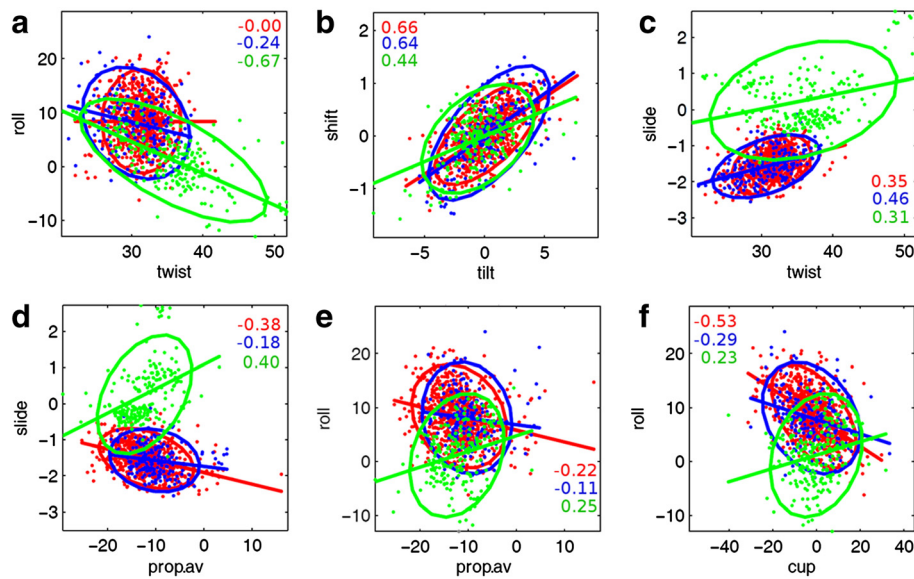 a
-0.00
-0.24
-0.67
20
10
0
-10
roll
30 40 50
twist
b
0.66
0.64
0.44
2
1
0
-1
shift
-5 0 5
tilt
c
2
1
0
-1
-2
-3
slide
0.35
0.46
0.31
30 40 50
twist
d
-0.38
-0.18
0.40
2
1
0
-1
-2
-3
slide
-20 -10 0 10
prop.av
e
20
10
0
-10
roll
-0.22
-0.11
0.25
-20 -10 0 10
prop.av
f
-0.53
-0.29
0.23
20
10
0
-10
roll
-40 -20 0 20 40
cup